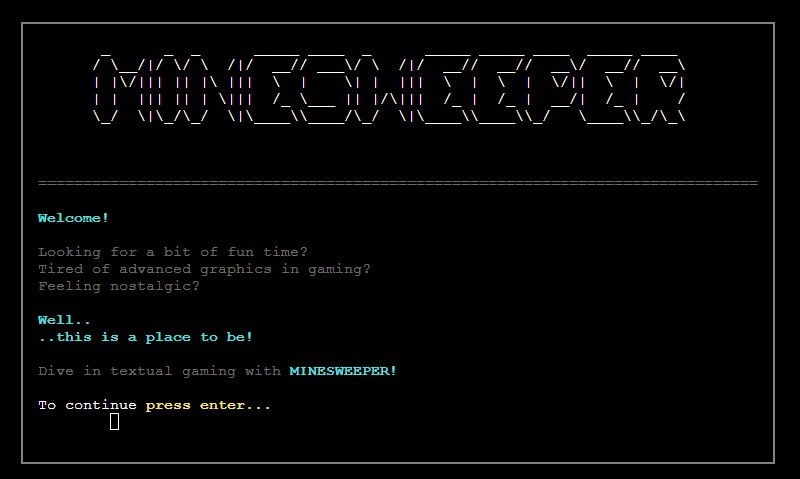 MINESWEEPER
================================================================================
Welcome!
Looking for a bit of fun time?
Tired of advanced graphics in gaming?
Feeling nostalgic?
Well..
..this is a place to be!
Dive in textual gaming with MINESWEEPER!
To continue press enter...